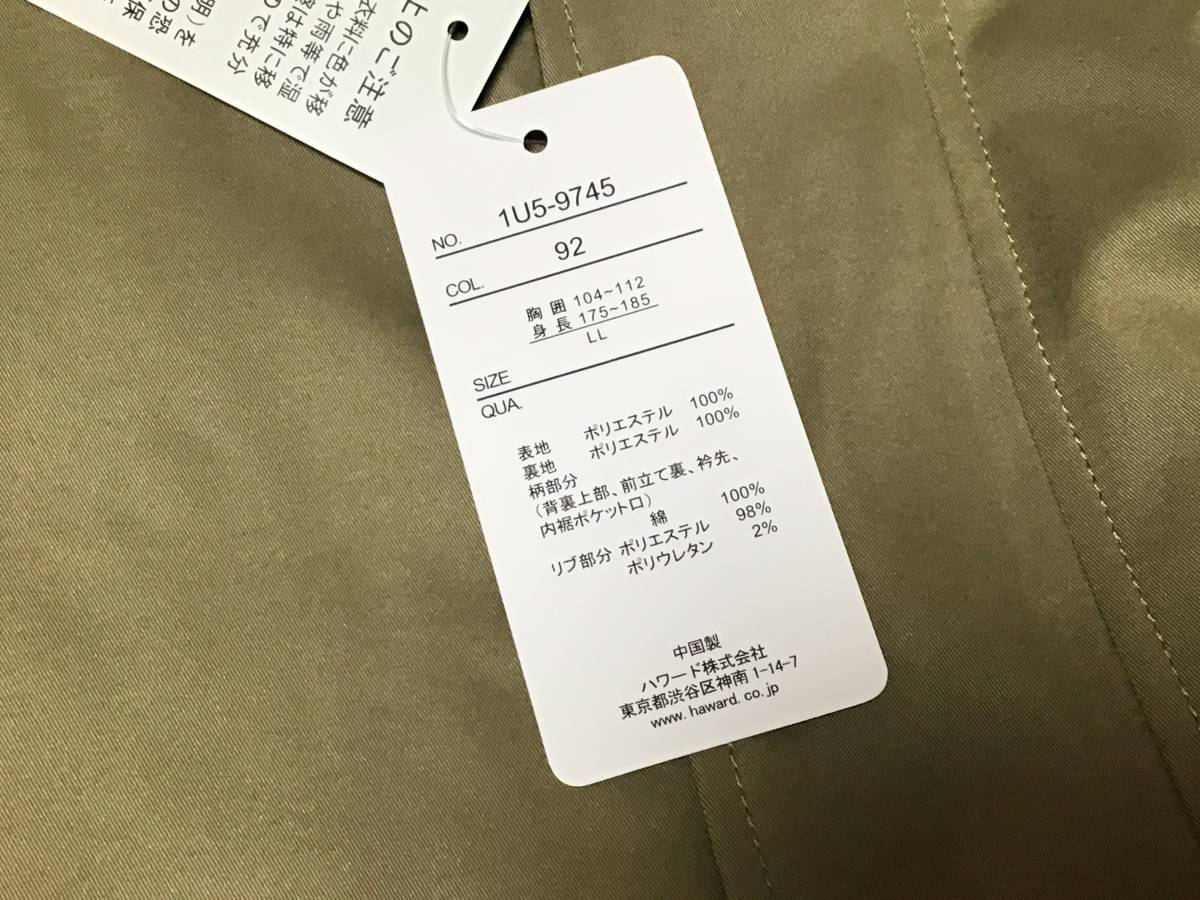 上のご注意
衣料に色が移
や雨等で湿
は特に移
ので充分
明)を
の恐
保
NO. 1U5-9745
COL. 92
胸囲 104~112
身長 175~185
LL
SIZE
QUA.
表地 ポリエステル 100%
裏地 ポリエステル 100%
柄部分
(背裏上部、前立て裏、衿先、
内裾ポケット口)
綿 100%
リブ部分 ポリエステル 98%
ポリウレタン 2%
中国製
ハワード株式会社
東京都渋谷区神南1-14-7
www.haward.co.jp